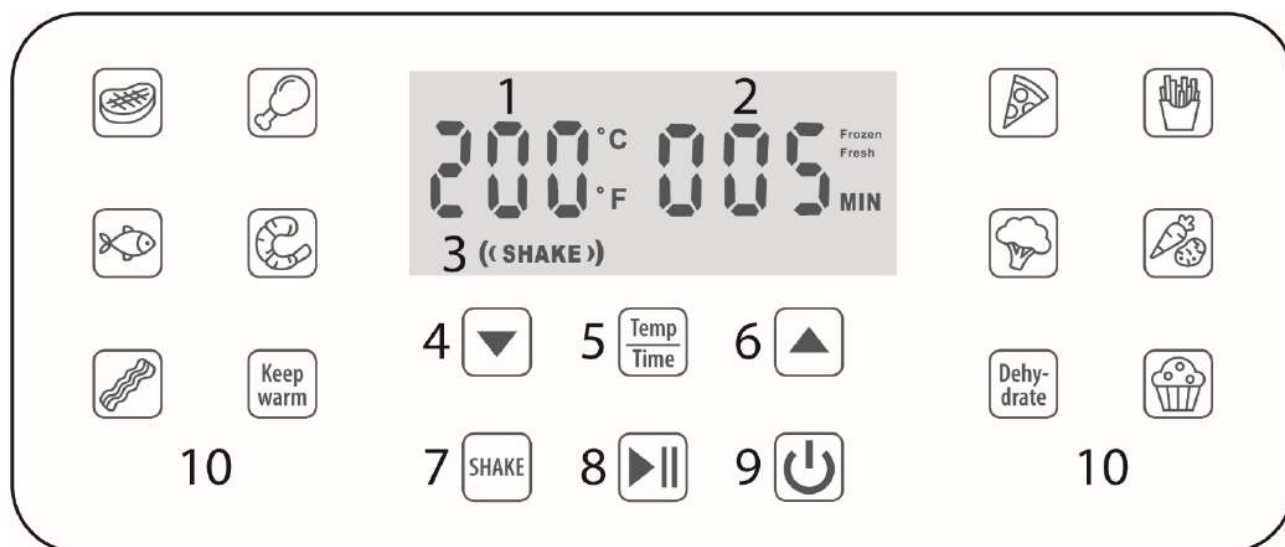 1 2
200 °C 005 Frozen
Fresh
°F MIN
3 ((SHAKE))
4 5 Temp
Time 6
Keep
warm
Dehy-
drate
10 7 SHAKE 8 9 10